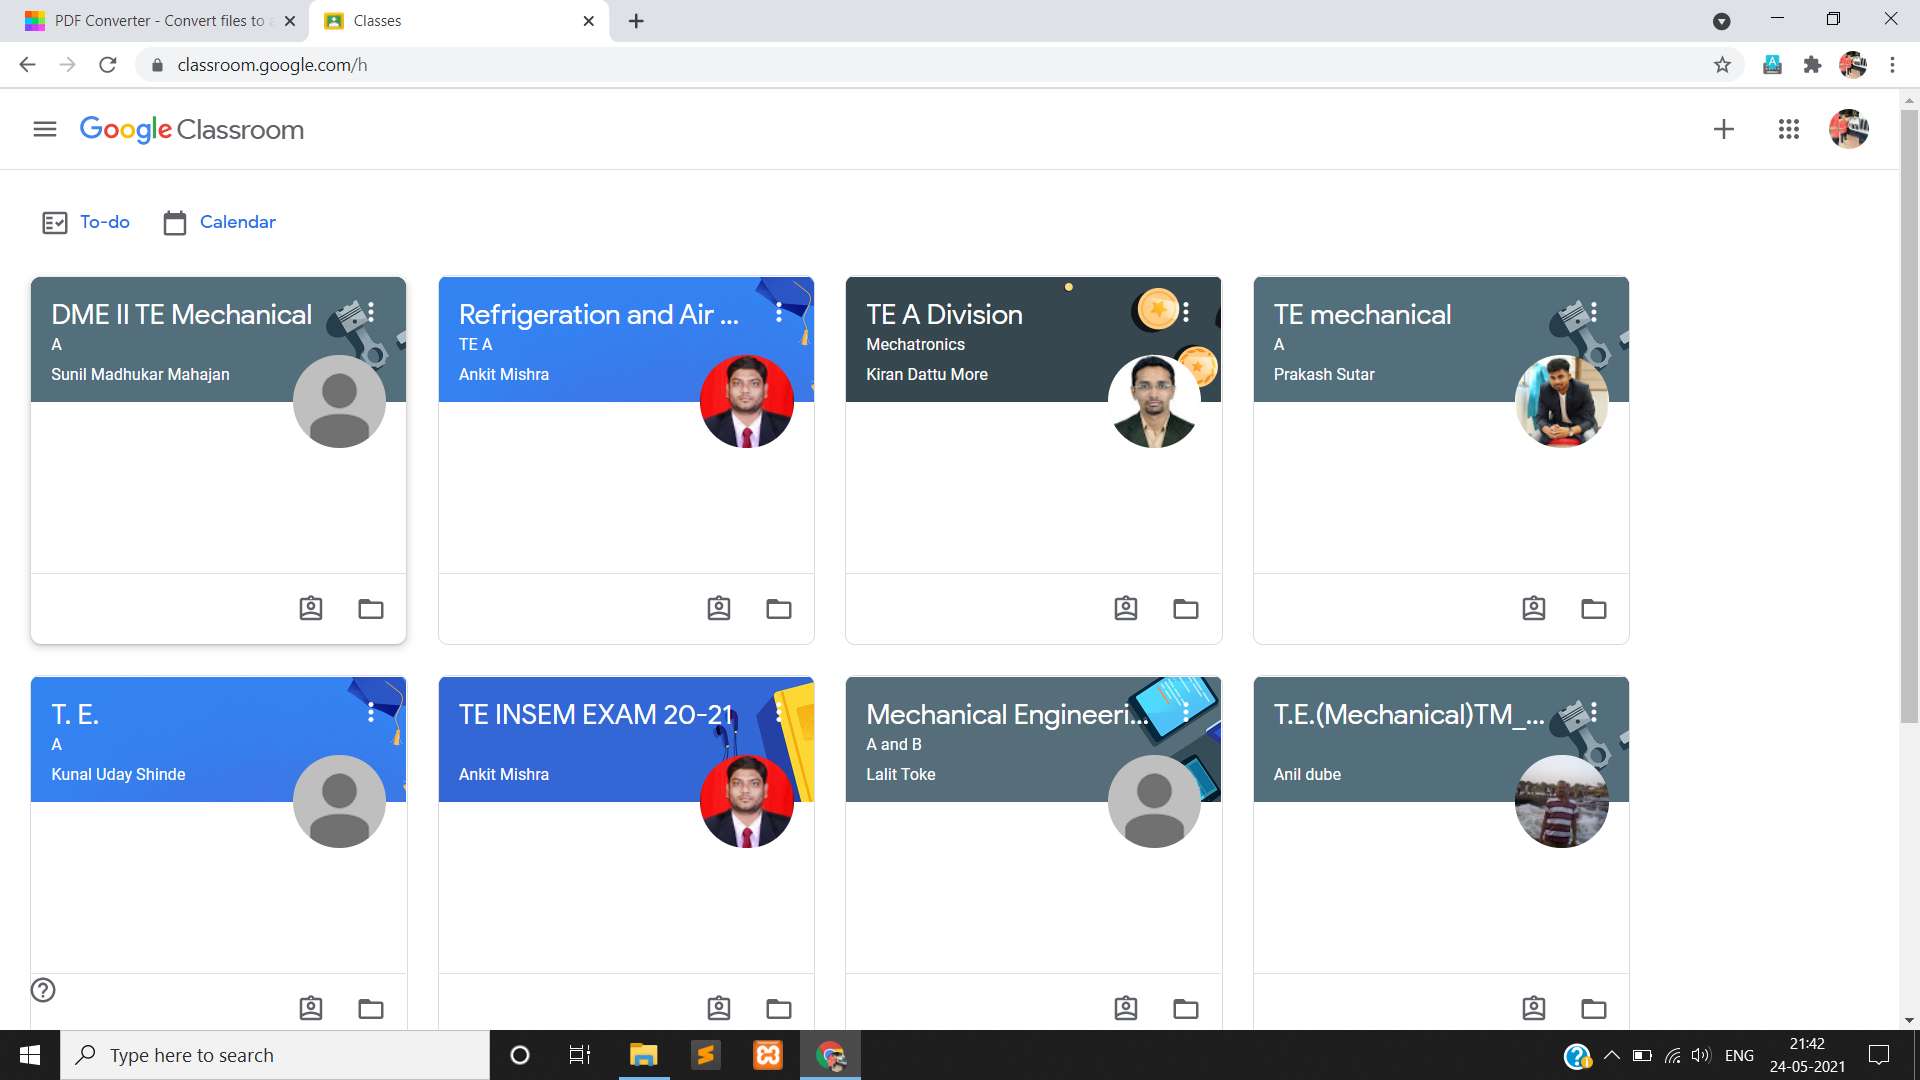 PDF Converter - Convert files to
Classes
classroom.google.com/h
Google Classroom
To-do
Calendar
DME II TE Mechanical
A
Sunil Madhukar Mahajan
Refrigeration and Air ...
TE A
Ankit Mishra
TE A Division
Mechatronics
Kiran Dattu More
TE mechanical
A
Prakash Sutar
T. E.
A
Kunal Uday Shinde
TE INSEM EXAM 20-21
Ankit Mishra
Mechanical Engineeri...
A and B
Lalit Toke
T.E.(Mechanical)TM_...
Anil dube
Type here to search
ENG
21:42
24-05-2021